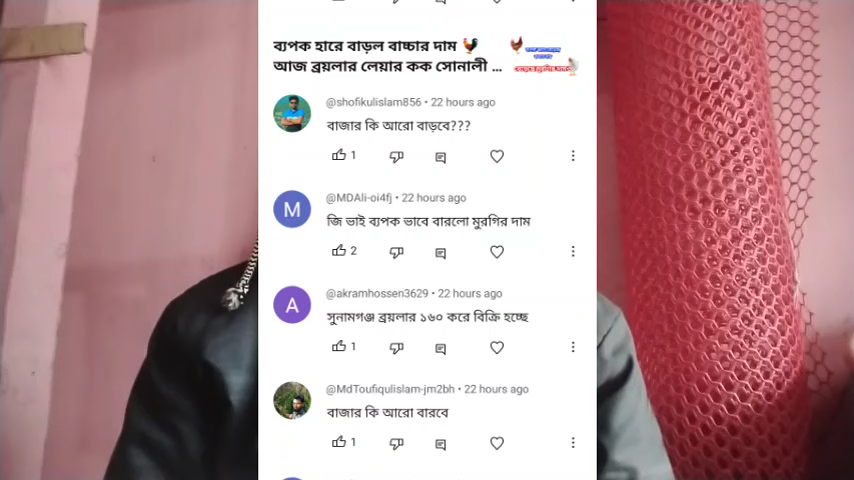 ব্যপক হারে বাড়ল বাচ্চার দাম 🐓
আজ ব্রয়লার লেয়ার কক সোনালী ...
@shofikulislam856 • 22 hours ago
বাজার কি আরো বাড়বে???
1
@MDAli-oi4fj • 22 hours ago
M
জি ভাই ব্যপক ভাবে বারলো মুরগির দাম
2
@akramhossen3629 • 22 hours ago
A
সুনামগঞ্জ ব্রয়লার ১৬০ করে বিক্রি হচ্ছে
1
@MdToufiqulislam-jm2bh • 22 hours ago
বাজার কি আরো বারবে
1